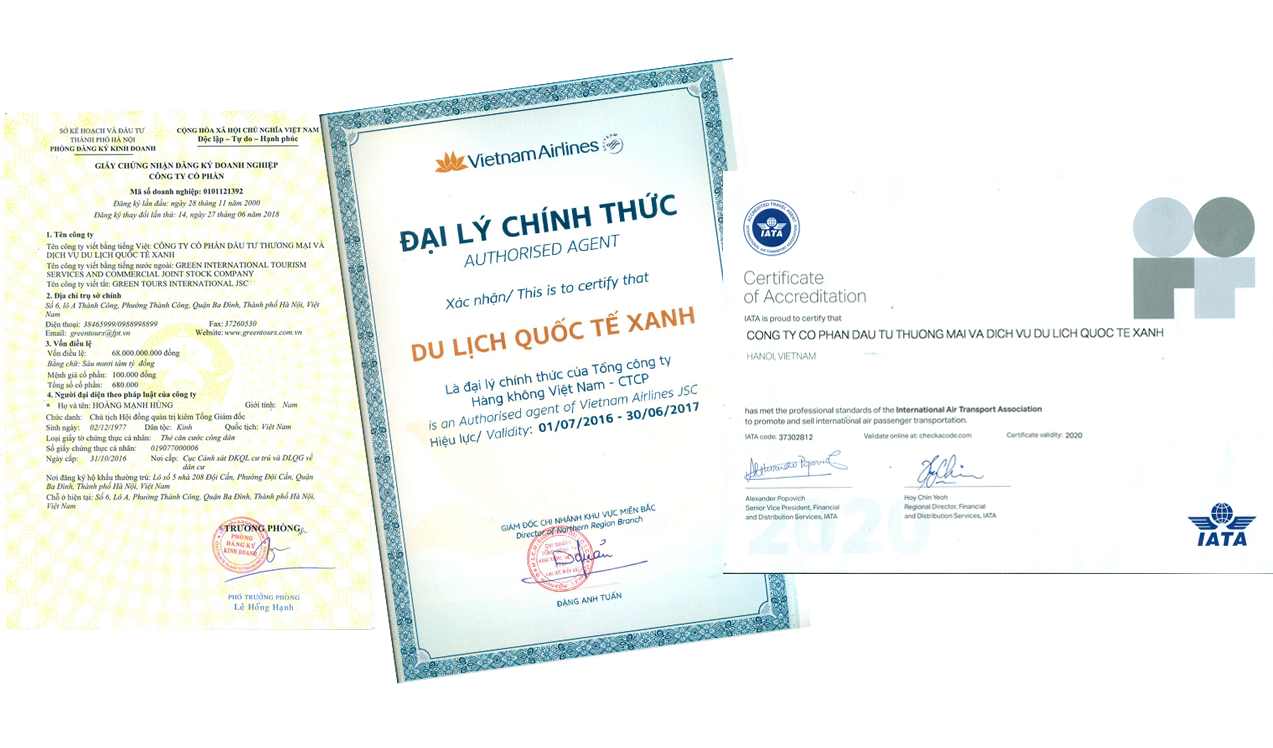 SỞ KẾ HOẠCH VÀ ĐẦU TƯ
THÀNH PHỐ HÀ NỘI
PHÒNG ĐĂNG KÝ KINH DOANH
CỘNG HÒA XÃ HỘI CHỦ NGHĨA VIỆT NAM
Độc lập – Tự do – Hạnh phúc
GIẤY CHỨNG NHẬN ĐĂNG KÝ DOANH NGHIỆP
CÔNG TY CỔ PHẦN
Mã số doanh nghiệp: 0101121392
Đăng ký lần đầu: ngày 28 tháng 11 năm 2000
Đăng ký thay đổi lần thứ: 14, ngày 27 tháng 06 năm 2018
1. Tên công ty
Tên công ty viết bằng tiếng Việt: CÔNG TY CỔ PHẦN ĐẦU TƯ THƯƠNG MẠI VÀ
DỊCH VỤ DU LỊCH QUỐC TẾ XANH
Tên công ty viết bằng tiếng nước ngoài: GREEN INTERNATIONAL TOURISM
SERVICES AND COMMERCIAL JOINT STOCK COMPANY
Tên công ty viết tắt: GREEN TOURS INTERNATIONAL JSC
2. Địa chỉ trụ sở chính
Số 6, lô A Thành Công, Phường Thành Công, Quận Ba Đình, Thành phố Hà Nội, Việt
Nam
Điện thoại: 38465999/0988998899 Fax: 37260530
Email: greentours@fpt.vn Website: www.greentours.com.vn
3. Vốn điều lệ
Vốn điều lệ: 68.000.000.000 đồng
Bằng chữ: Sáu mươi tám tỷ đồng
Mệnh giá cổ phần: 100.000 đồng
Tổng số cổ phần: 680.000
4. Người đại diện theo pháp luật của công ty
* Họ và tên: HOÀNG MẠNH HÙNG Giới tính: Nam
Chức danh: Chủ tịch Hội đồng quản trị kiêm Tổng Giám đốc
Sinh ngày: 02/12/1977 Dân tộc: Kinh Quốc tịch: Việt Nam
Loại giấy tờ chứng thực cá nhân: Thẻ căn cước công dân
Số giấy chứng thực cá nhân: 019077000006
Ngày cấp: 31/10/2016 Nơi cấp: Cục Cảnh sát ĐKQL cư trú và DLQG về
dân cư
Nơi đăng ký hộ khẩu thường trú: Lô số 5 nhà 208 Đội Cấn, Phường Đội Cấn, Quận
Ba Đình, Thành phố Hà Nội, Việt Nam
Chỗ ở hiện tại: Số 6, Lô A, Phường Thành Công, Quận Ba Đình, Thành phố Hà Nội,
Việt Nam
TRƯỞNG PHÒNG
PHÒNG
ĐĂNG KÝ
KINH DOANH
PHÓ TRƯỞNG PHÒNG
Lê Hồng Hạnh
Vietnam Airlines
ĐẠI LÝ CHÍNH THỨC
AUTHORISED AGENT
Xác nhận/ This is to certify that
DU LỊCH QUỐC TẾ XANH
Là đại lý chính thức của Tổng công ty
Hàng không Việt Nam - CTCP
is an Authorised agent of Vietnam Airlines JSC
Hiệu lực/ Validity: 01/07/2016 - 30/06/2017
GIÁM ĐỐC CHI NHÁNH KHU VỰC MIỀN BẮC
Director of Northern Region Branch
ĐẶNG ANH TUẤN
ACCREDITED TRAVEL AGENT
IATA
INTERNATIONAL AIR TRANSPORT ASSOCIATION
Certificate
of Accreditation
IATA is proud to certify that
CONG TY CO PHAN DAU TU THUONG MAI VA DICH VU DU LICH QUOC TE XANH
HANOI, VIETNAM
has met the professional standards of the International Air Transport Association
to promote and sell international air passenger transportation.
IATA code: 37302812 Validate online at: checkacode.com Certificate validity: 2020
Alexander Popovich
Senior Vice President, Financial
and Distribution Services, IATA
Hoy Chin Yeoh
Regional Director, Financial
and Distribution Services, IATA
2020
IATA